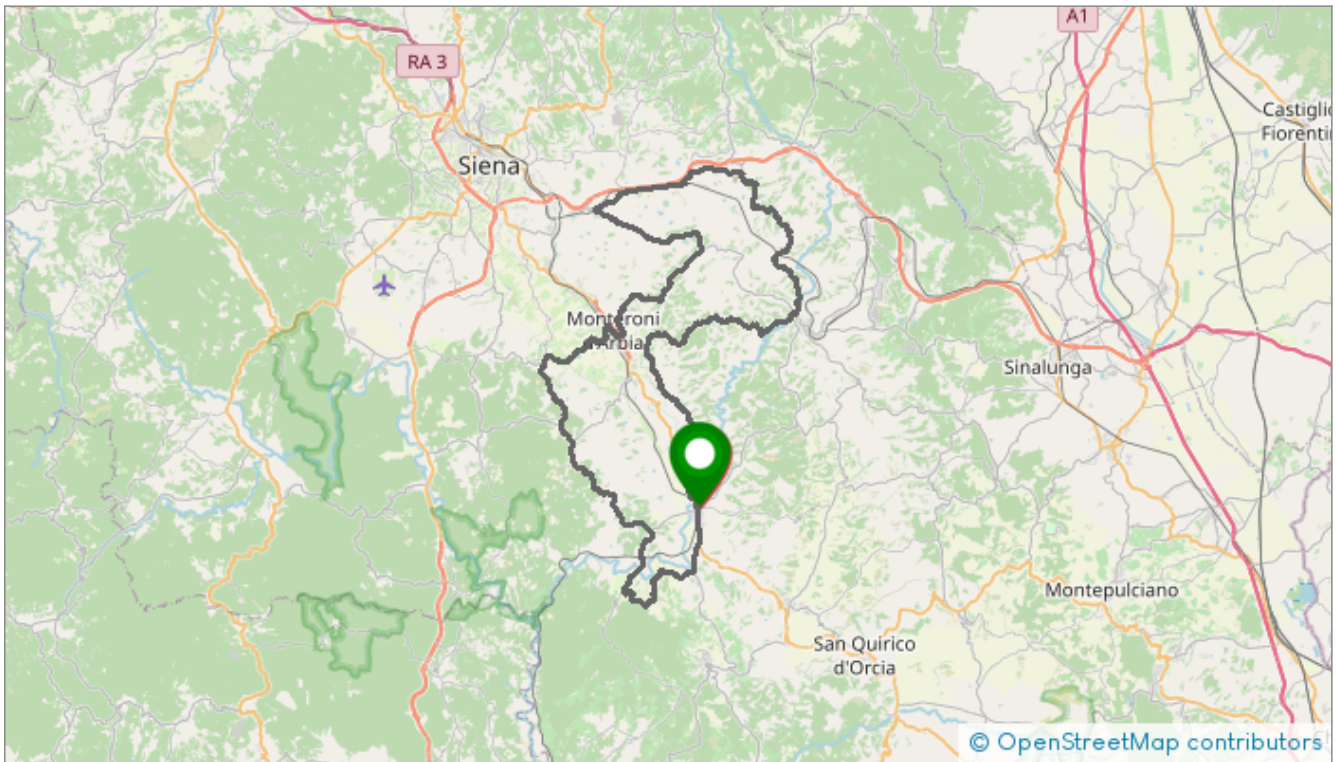 A1
RA 3
Castiglio
Fiorenti
Siena
Monteroni
d'Arbia
Sinalunga
Montepulciano
San Quirico
d'Orcia
© OpenStreetMap contributors